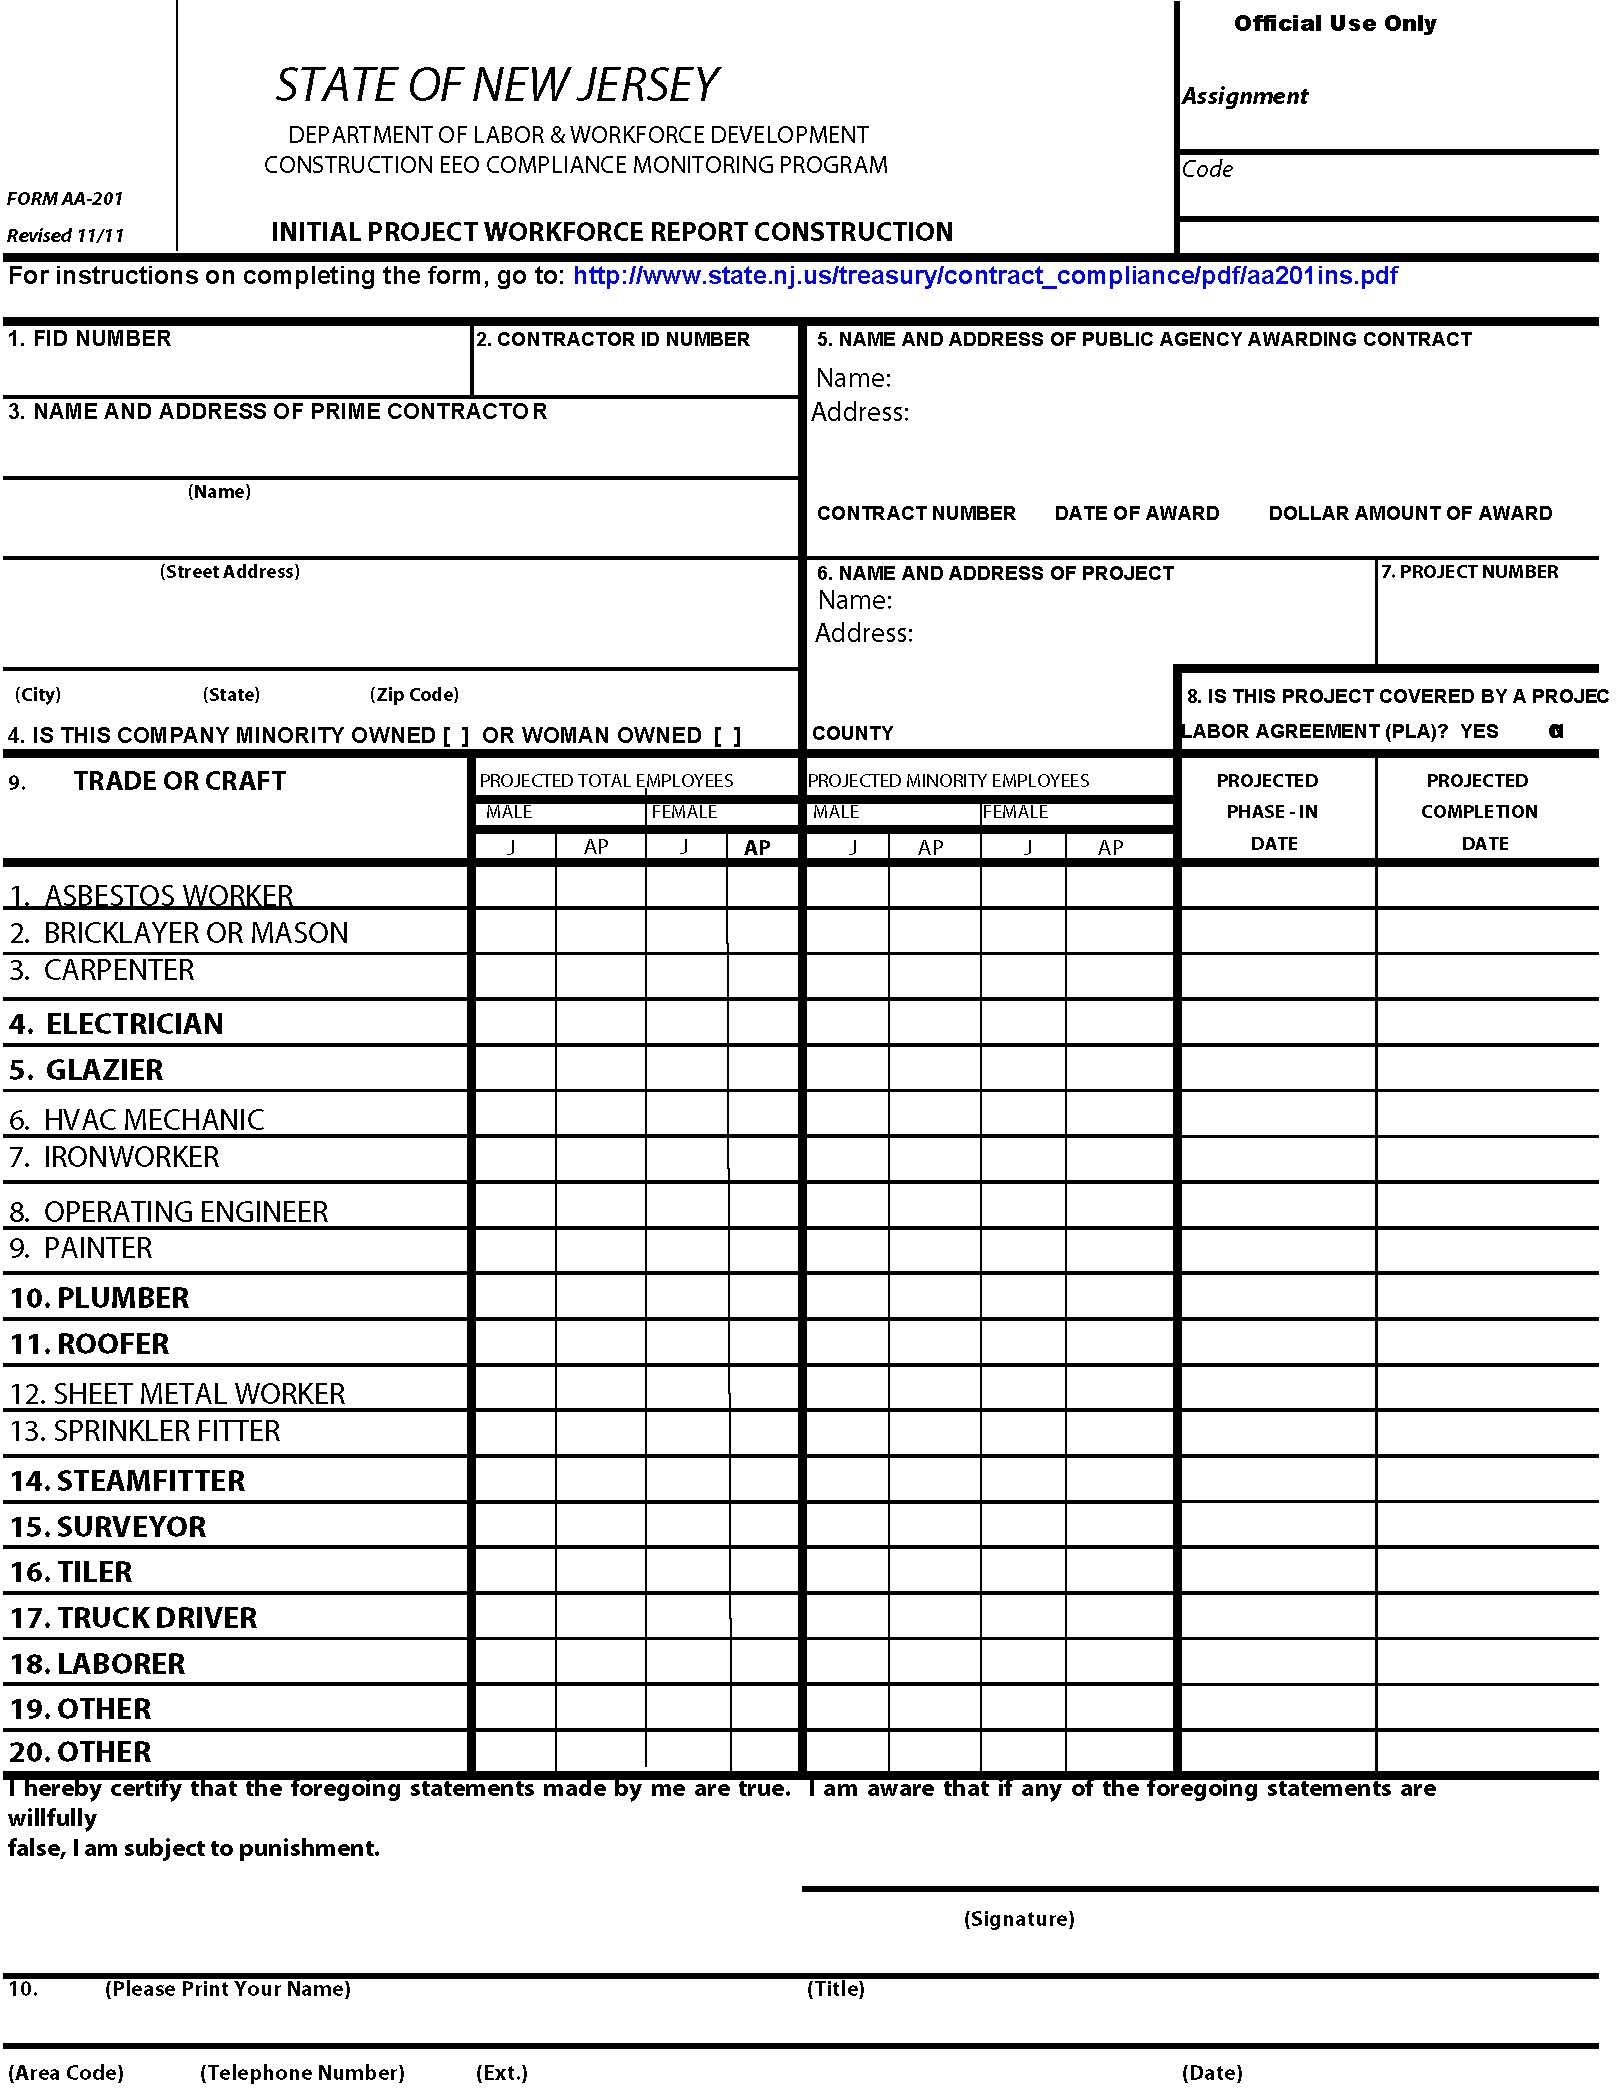 Official Use Only
STATE OF NEW JERSEY
Assignment
DEPARTMENT OF LABOR & WORKFORCE DEVELOPMENT
CONSTRUCTION EEO COMPLIANCE MONITORING PROGRAM
Code
FORM AA-201
Revised 11/11
INITIAL PROJECT WORKFORCE REPORT CONSTRUCTION
For instructions on completing the form, go to: http://www.state.nj.us/treasury/contract_compliance/pdf/aa201ins.pdf
1. FID NUMBER
2. CONTRACTOR ID NUMBER
3. NAME AND ADDRESS OF PRIME CONTRACTOR
(Name)
(Street Address)
(City) (State) (Zip Code)
4. IS THIS COMPANY MINORITY OWNED [ ] OR WOMAN OWNED [ ]
5. NAME AND ADDRESS OF PUBLIC AGENCY AWARDING CONTRACT
Name:
Address:
CONTRACT NUMBER DATE OF AWARD DOLLAR AMOUNT OF AWARD
6. NAME AND ADDRESS OF PROJECT
Name:
Address:
COUNTY
7. PROJECT NUMBER
8. IS THIS PROJECT COVERED BY A PROJEC
LABOR AGREEMENT (PLA)? YES
9. TRADE OR CRAFT
PROJECTED TOTAL EMPLOYEES
PROJECTED MINORITY EMPLOYEES
PROJECTED
PHASE - IN
DATE
PROJECTED
COMPLETION
DATE
MALE FEMALE MALE FEMALE
J AP J AP J AP J AP
1. ASBESTOS WORKER
2. BRICKLAYER OR MASON
3. CARPENTER
4. ELECTRICIAN
5. GLAZIER
6. HVAC MECHANIC
7. IRONWORKER
8. OPERATING ENGINEER
9. PAINTER
10. PLUMBER
11. ROOFER
12. SHEET METAL WORKER
13. SPRINKLER FITTER
14. STEAMFITTER
15. SURVEYOR
16. TILER
17. TRUCK DRIVER
18. LABORER
19. OTHER
20. OTHER
I hereby certify that the foregoing statements made by me are true. I am aware that if any of the foregoing statements are
willfully
false, I am subject to punishment.
(Signature)
10. (Please Print Your Name) (Title)
(Area Code) (Telephone Number) (Ext.) (Date)